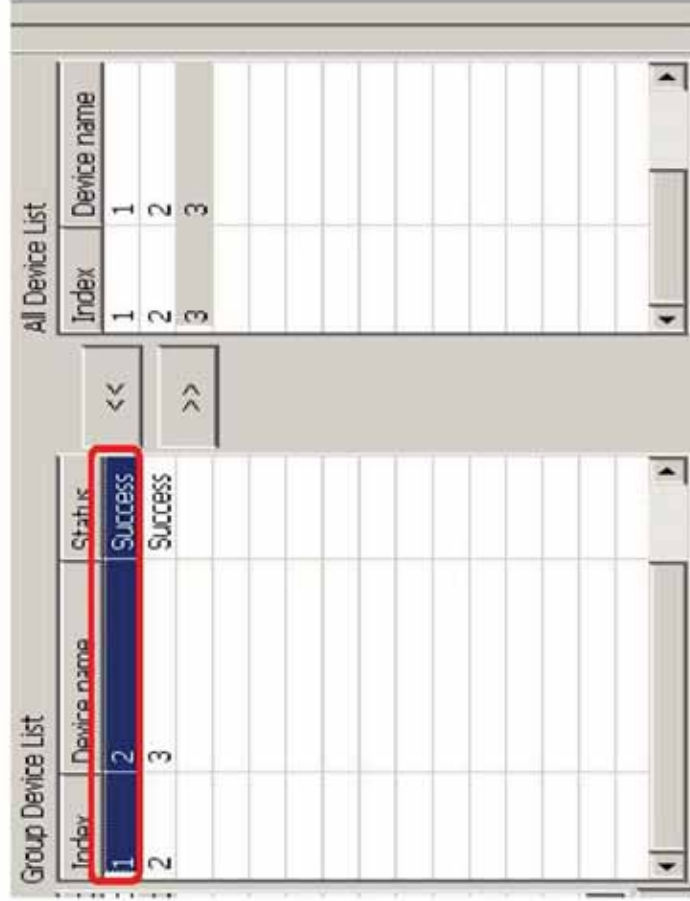 Group Device List
Index Device name Status
1 2 Success
2 3 Success
<<
>>
All Device List
Index Device name
1 1
2 2
3 3